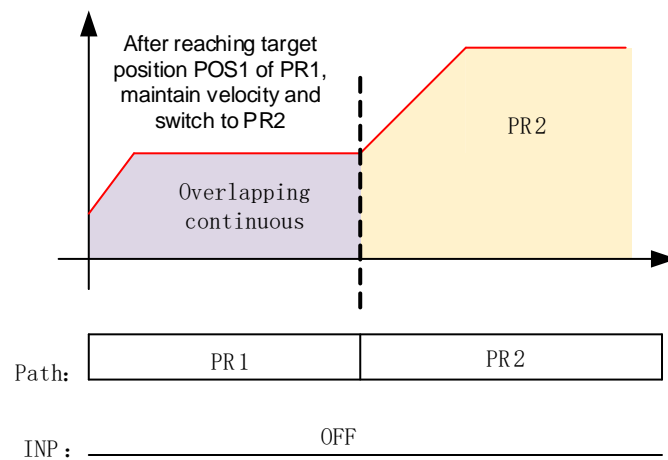 After reaching target
position POS1 of PR1,
maintain velocity and
switch to PR2
PR2
Overlapping
continuous
Path: PR1 PR2
INP: OFF